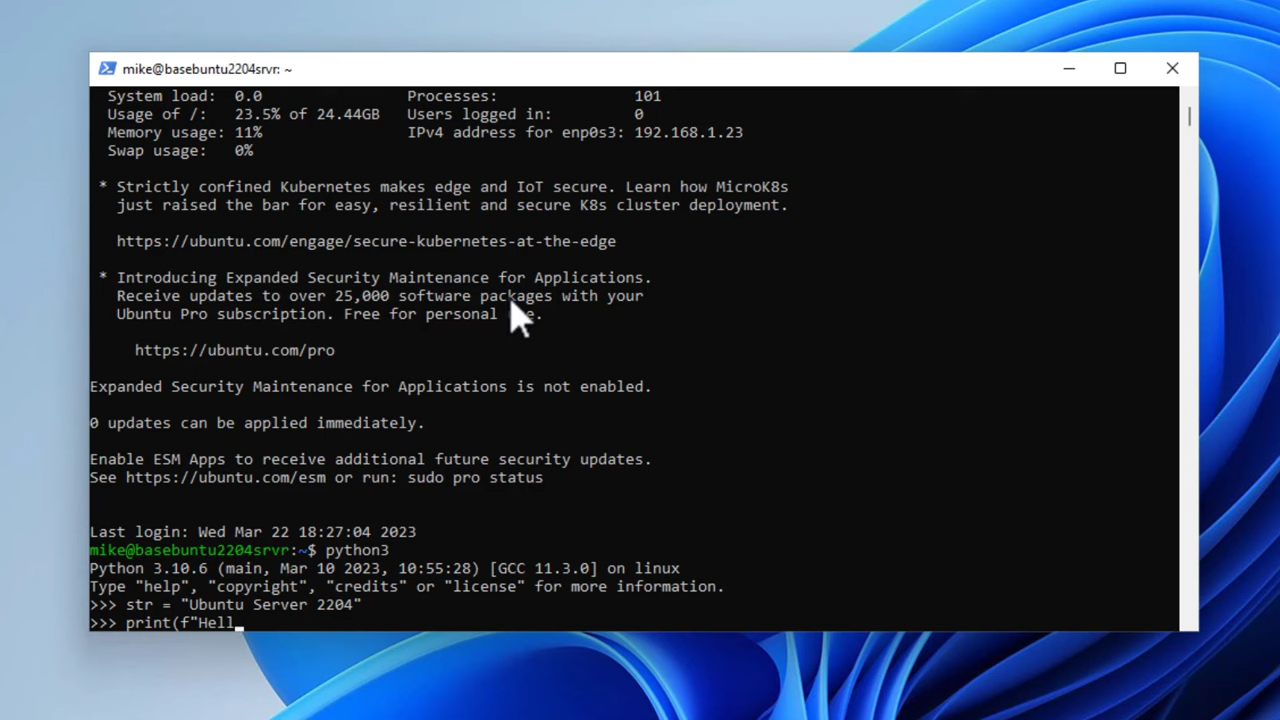 mike@basebuntu2204srvr: ~
System load: 0.0 Processes: 101
Usage of /: 23.5% of 24.44GB Users logged in: 0
Memory usage: 11% IPv4 address for enp0s3: 192.168.1.23
Swap usage: 0%
* Strictly confined Kubernetes makes edge and IoT secure. Learn how MicroK8s
just raised the bar for easy, resilient and secure K8s cluster deployment.
https://ubuntu.com/engage/secure-kubernetes-at-the-edge
* Introducing Expanded Security Maintenance for Applications.
Receive updates to over 25,000 software packages with your
Ubuntu Pro subscription. Free for personal
https://ubuntu.com/pro
Expanded Security Maintenance for Applications is not enabled.
0 updates can be applied immediately.
Enable ESM Apps to receive additional future security updates.
See https://ubuntu.com/esm or run: sudo pro status
Last login: Wed Mar 22 18:27:04 2023
mike@basebuntu2204srvr:~$ python3
Python 3.10.6 (main, Mar 10 2023, 10:55:28) [GCC 11.3.0] on linux
Type "help", "copyright", "credits" or "license" for more information.
>>> str = "Ubuntu Server 2204"
>>> print(f"Hell